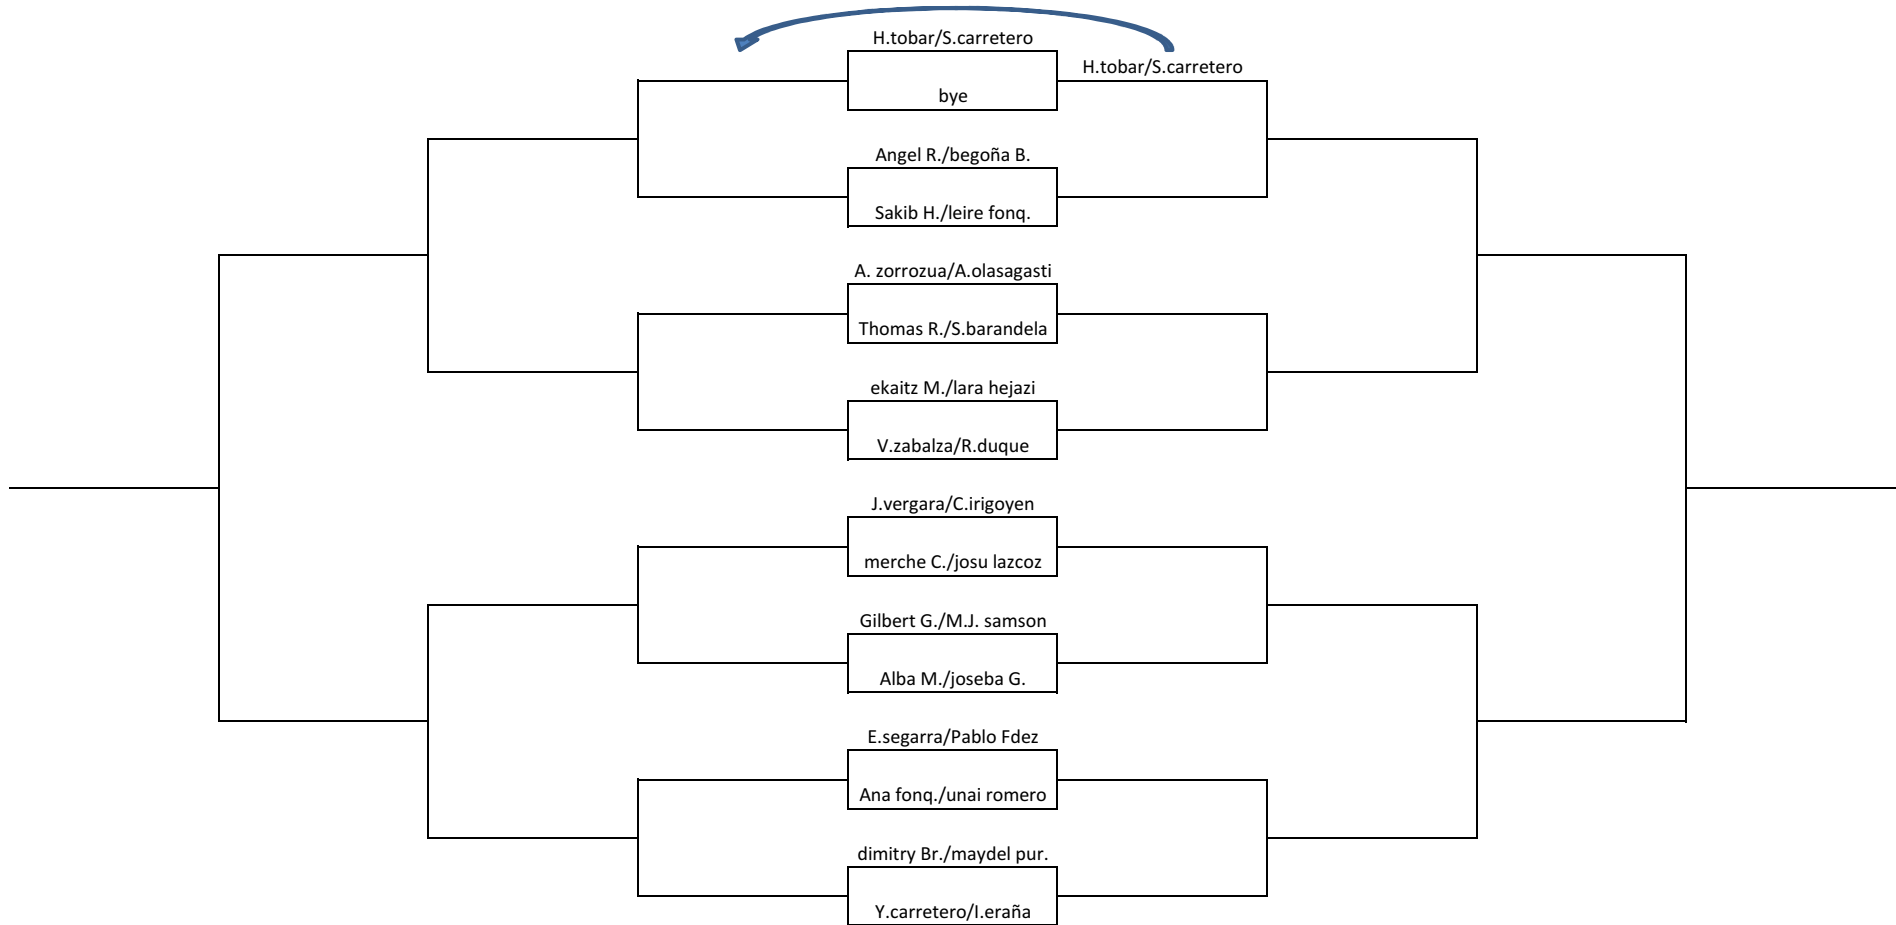 H.tobar/S.carretero
H.tobar/S.carretero
bye
Angel R./begoña B.
Sakib H./leire fonq.
A. zorrozua/A.olasagasti
Thomas R./S.barandela
ekaitz M./lara hejazi
V.zabalza/R.duque
J.vergara/C.irigoyen
merche C./josu lazcoz
Gilbert G./M.J. samson
Alba M./joseba G.
E.segarra/Pablo Fdez
Ana fonq./unai romero
dimitry Br./maydel pur.
Y.carretero/I.eraña